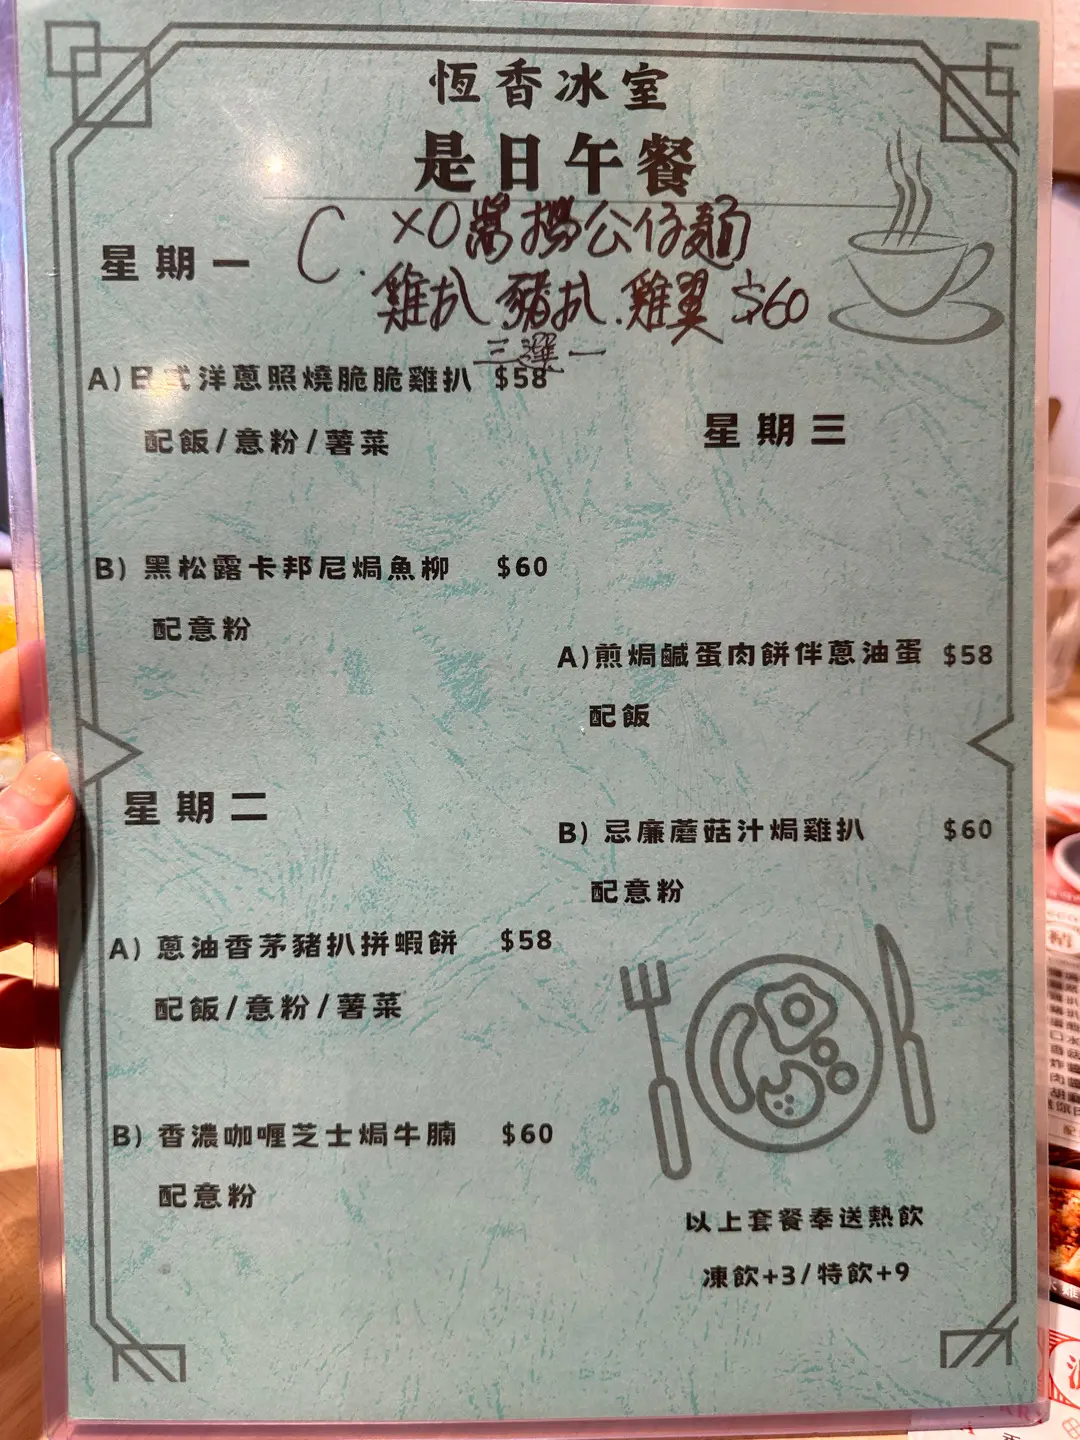 恆香冰室
是日午餐
C. XO醬撈公仔麵
雞扒.豬扒.雞翼 $60
三選一
星期一
A)日式洋蔥照燒脆脆雞扒 $58
配飯/意粉/薯菜
B) 黑松露卡邦尼焗魚柳 $60
配意粉
星期二
A) 蔥油香茅豬扒拼蝦餅 $58
配飯/意粉/薯菜
B) 香濃咖喱芝士焗牛腩 $60
配意粉
星期三
A)煎焗鹹蛋肉餅伴蔥油蛋 $58
配飯
B) 忌廉蘑菇汁焗雞扒 $60
配意粉
以上套餐奉送熱飲
凍飲+3/特飲+9